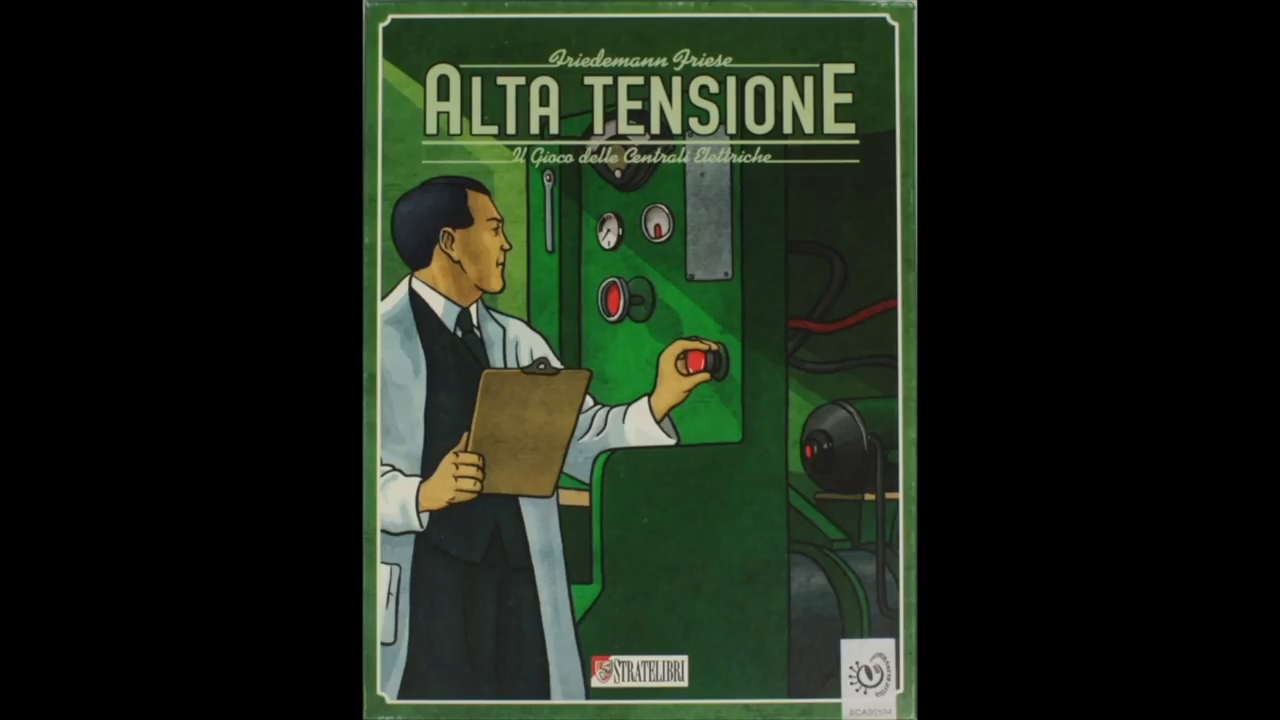 Friedemann Friese
ALTA TENSIONE
Il Gioco delle Centrali Elettriche
STRATELIBRI